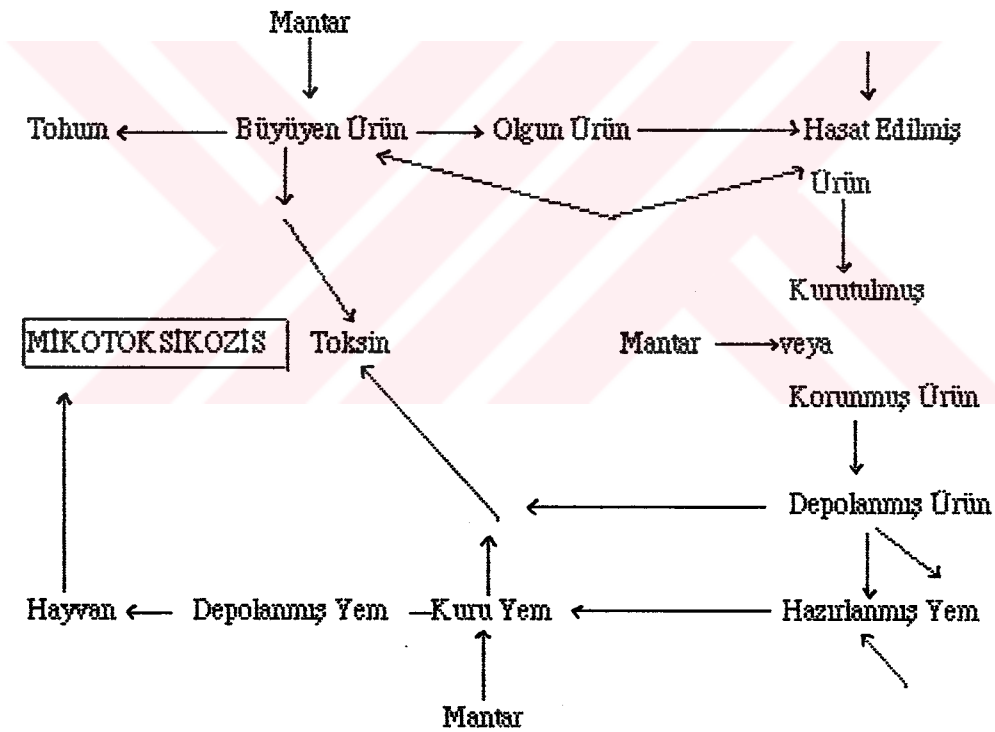 Mantar
Tohum Büyüyen Ürün Olgun Ürün Hasat Edilmiş
Ürün
Kurutulmuş
MİKOTOKSİKOZİS Toksin Mantar veya
Korunmuş Ürün
Depolanmış Ürün
Hayvan Depolanmış Yem Kuru Yem Hazırlanmış Yem
Mantar